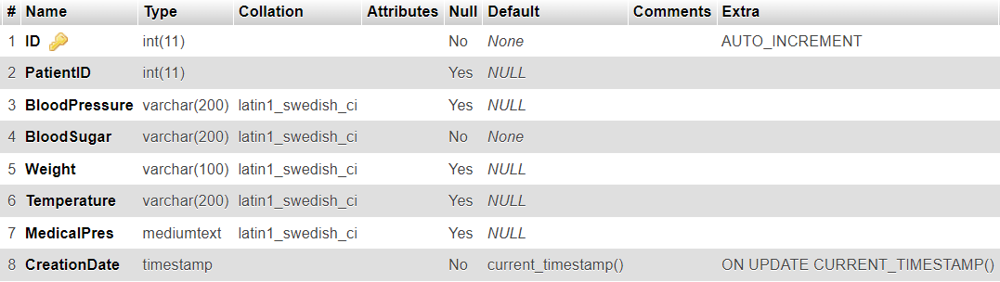 # Name Type Collation Attributes Null Default Comments Extra
1 ID int(11) No None AUTO_INCREMENT
2 PatientID int(11) Yes NULL
3 BloodPressure varchar(200) latin1_swedish_ci Yes NULL
4 BloodSugar varchar(200) latin1_swedish_ci No None
5 Weight varchar(100) latin1_swedish_ci Yes NULL
6 Temperature varchar(200) latin1_swedish_ci Yes NULL
7 MedicalPres mediumtext latin1_swedish_ci Yes NULL
8 CreationDate timestamp No current_timestamp() ON UPDATE CURRENT_TIMESTAMP()